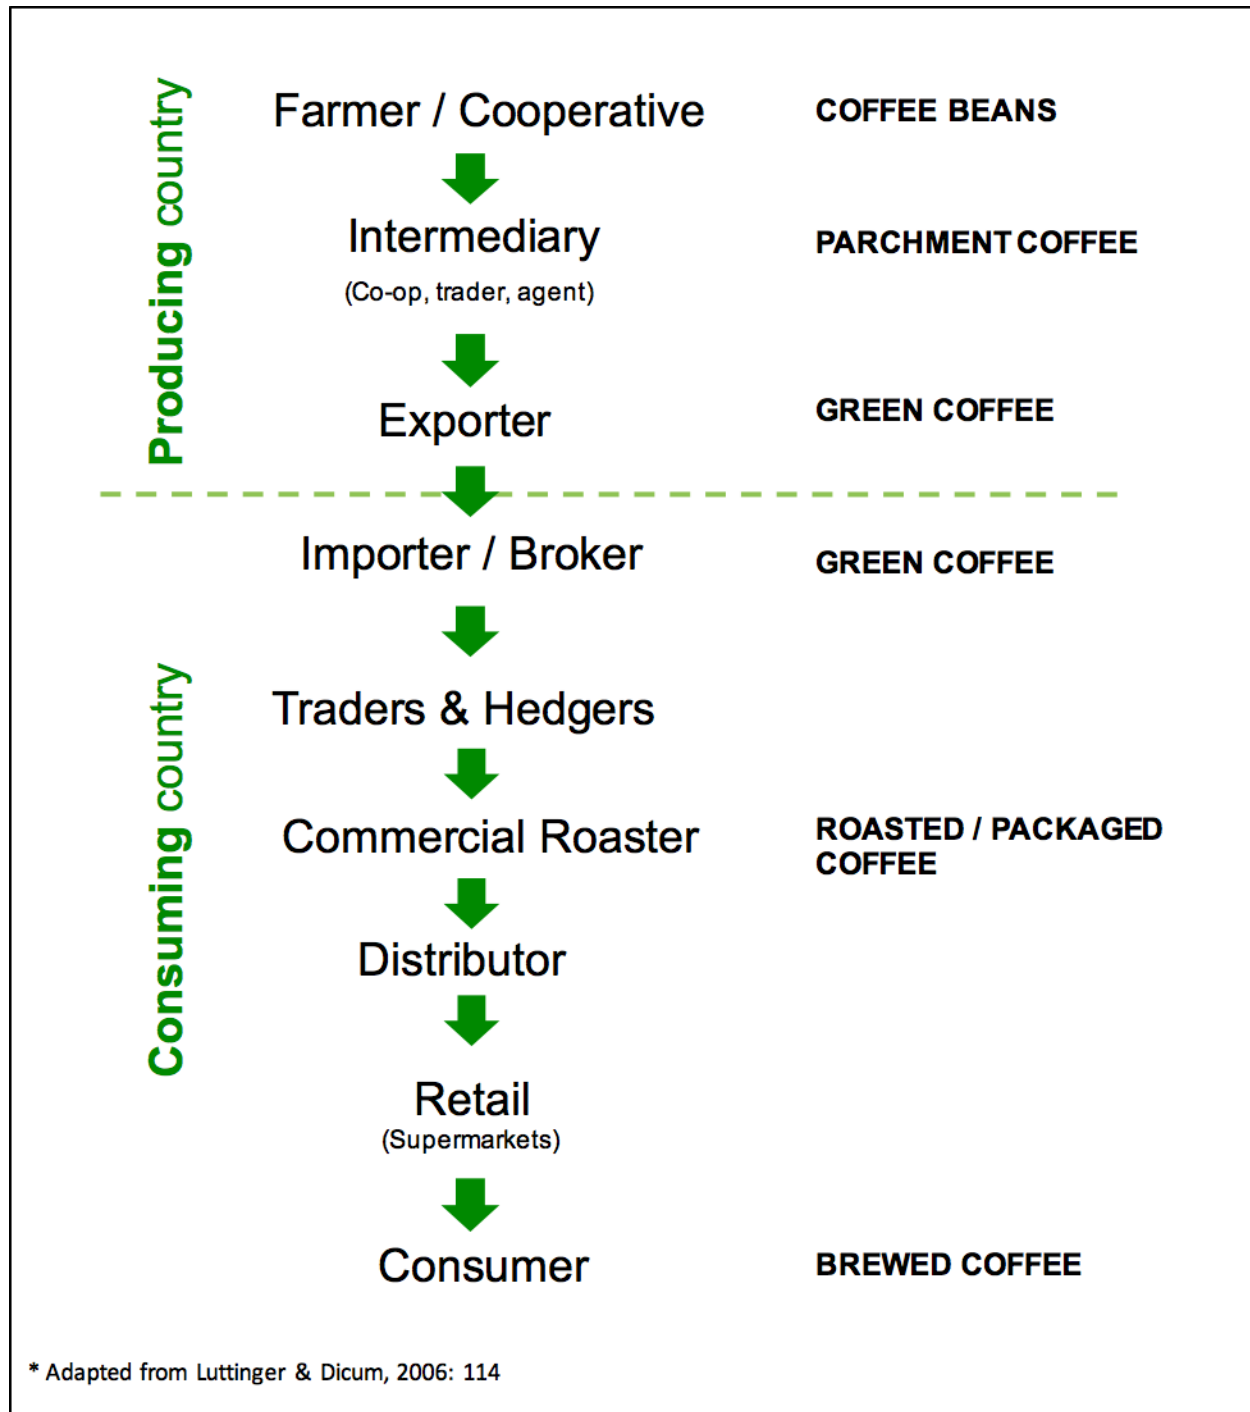 Producing country
Farmer / Cooperative
COFFEE BEANS
Intermediary
(Co-op, trader, agent)
PARCHMENT COFFEE
Exporter
GREEN COFFEE
Consuming country
Importer / Broker
GREEN COFFEE
Traders & Hedgers
Commercial Roaster
ROASTED / PACKAGED
COFFEE
Distributor
Retail
(Supermarkets)
Consumer
BREWED COFFEE
* Adapted from Luttinger & Dicum, 2006: 114